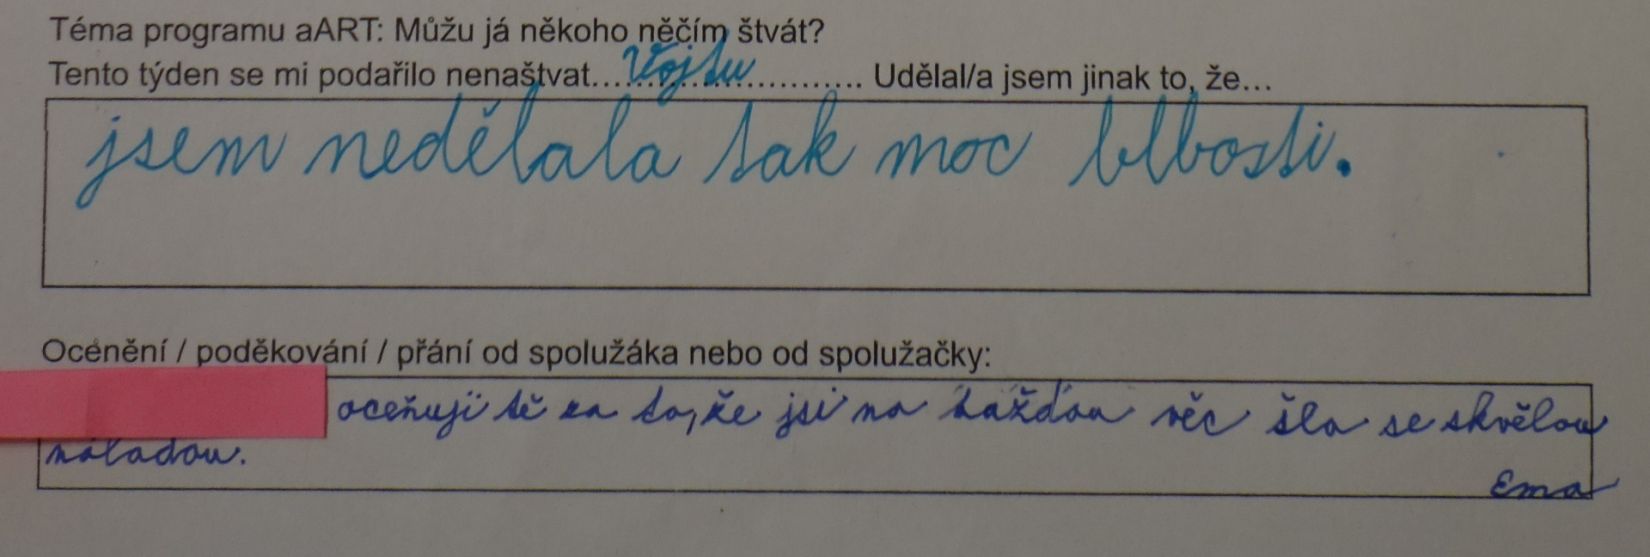 Téma programu aART: Můžu já někoho něčím štvát?
Tento týden se mi podařilo nenaštvat....Vojtu.................. Udělal/a jsem jinak to, že...
jsem nedělala tak moc blbosti.
Ocenění / poděkování / přání od spolužáka nebo od spolužačky:
oceňuji tě za to, že jsi na každou věc šla se skvělou
náladou.
Ema